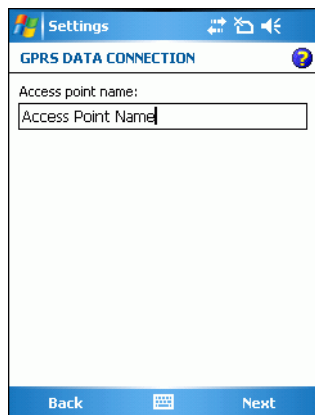 Settings
GPRS DATA CONNECTION
?
Access point name:
Access Point Name
Back Next